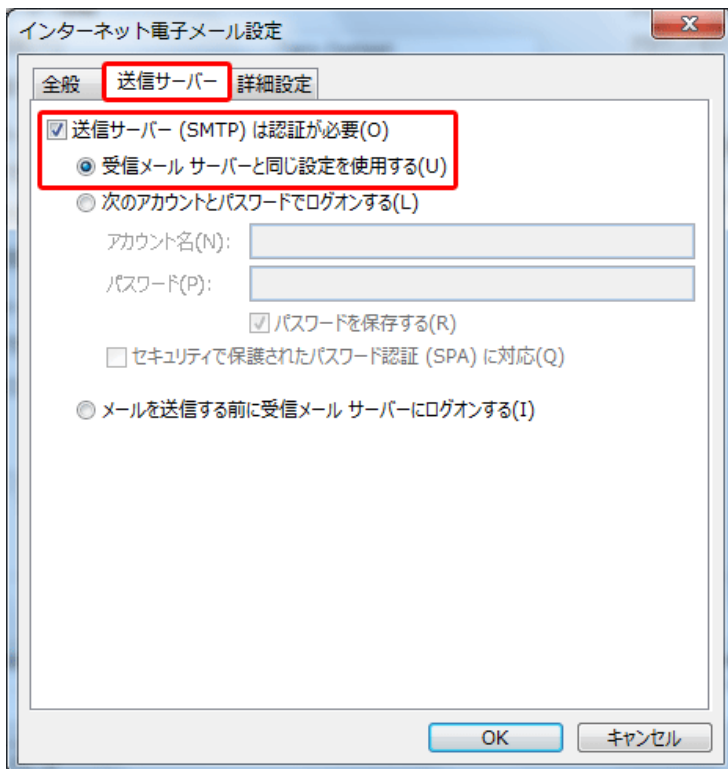 インターネット電子メール設定
X
全般 送信サーバー 詳細設定
送信サーバー (SMTP) は認証が必要(O)
受信メール サーバーと同じ設定を使用する(U)
次のアカウントとパスワードでログオンする(L)
アカウント名(N):
パスワード(P):
パスワードを保存する(R)
セキュリティで保護されたパスワード認証 (SPA) に対応(Q)
メールを送信する前に受信メール サーバーにログオンする(I)
OK キャンセル